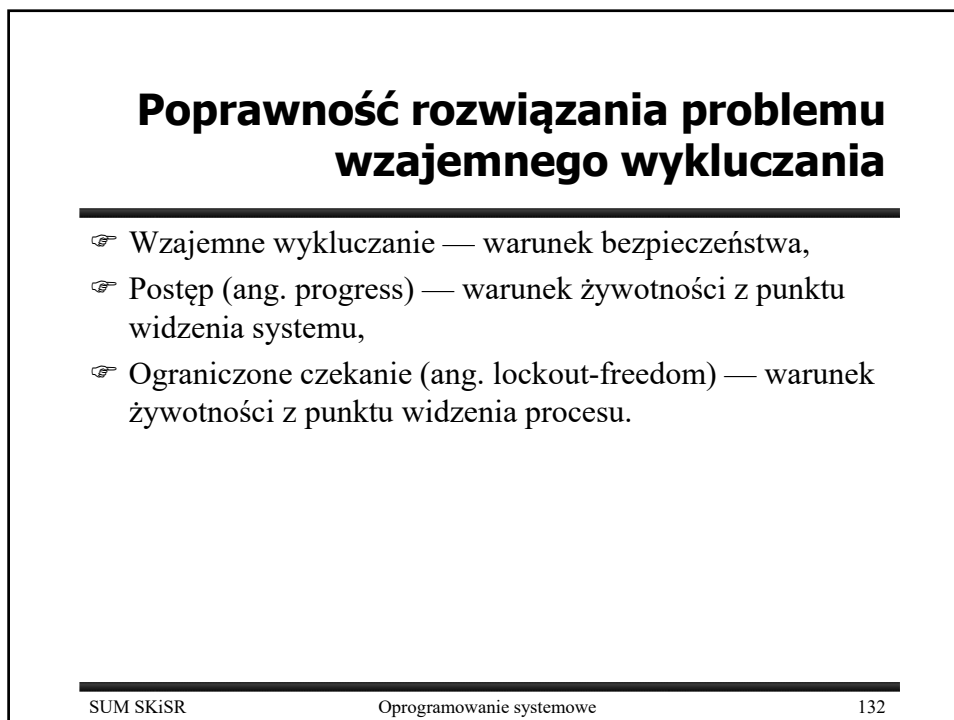 Poprawność rozwiązania problemu
wzajemnego wykluczania
☞ Wzajemne wykluczanie — warunek bezpieczeństwa,
☞ Postęp (ang. progress) — warunek żywotności z punktu
widzenia systemu,
☞ Ograniczone czekanie (ang. lockout-freedom) — warunek
żywotności z punktu widzenia procesu.
SUM SKiSR Oprogramowanie systemowe 132